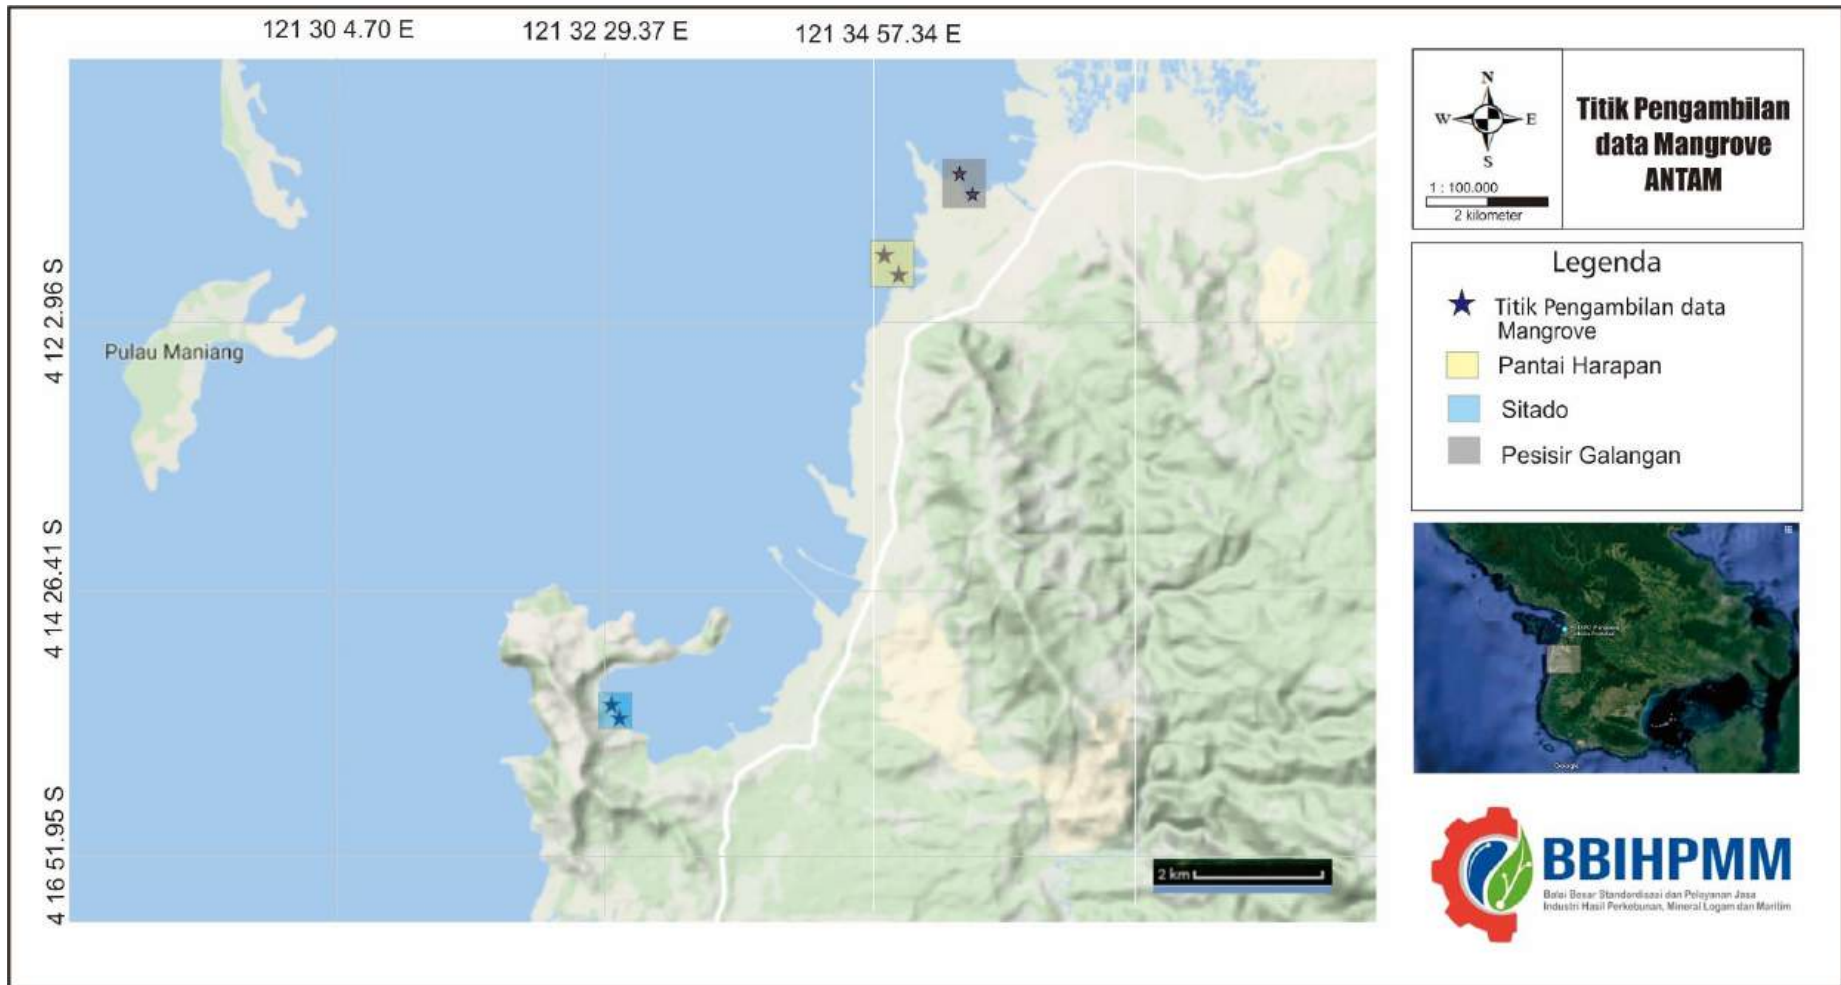 121 30 4.70 E
121 32 29.37 E
121 34 57.34 E
4 12 2.96 S
4 14 26.41 S
4 16 51.95 S
Pulau Maniang
2 km
N
W
E
S
1 : 100.000
2 kilometer
Titik Pengambilan
data Mangrove
ANTAM
Legenda
Titik Pengambilan data
Mangrove
Pantai Harapan
Sitado
Pesisir Galangan
Google
BBIHPMM
Balai Besar Standardisasi dan Pelayanan Jasa
Industri Hasil Perkebunan, Mineral Logam dan Maritim